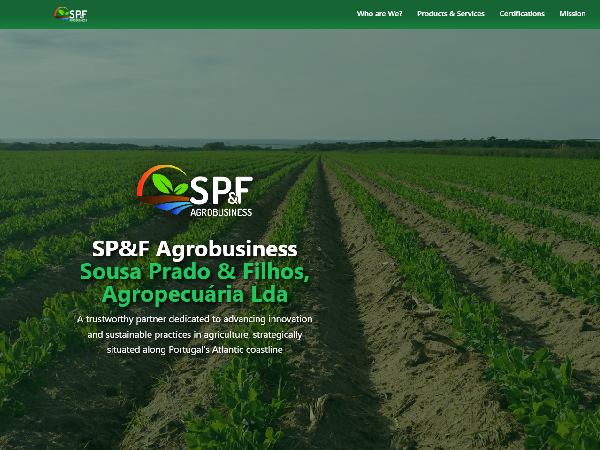 SP&F
AGROBUSINESS
Who are We?
Products & Services
Certifications
Mission
SP&F
AGROBUSINESS
SP&F Agrobusiness
Sousa Prado & Filhos,
Agropecuária Lda
A trustworthy partner dedicated to advancing innovation
and sustainable practices in agriculture, strategically
situated along Portugal's Atlantic coastline